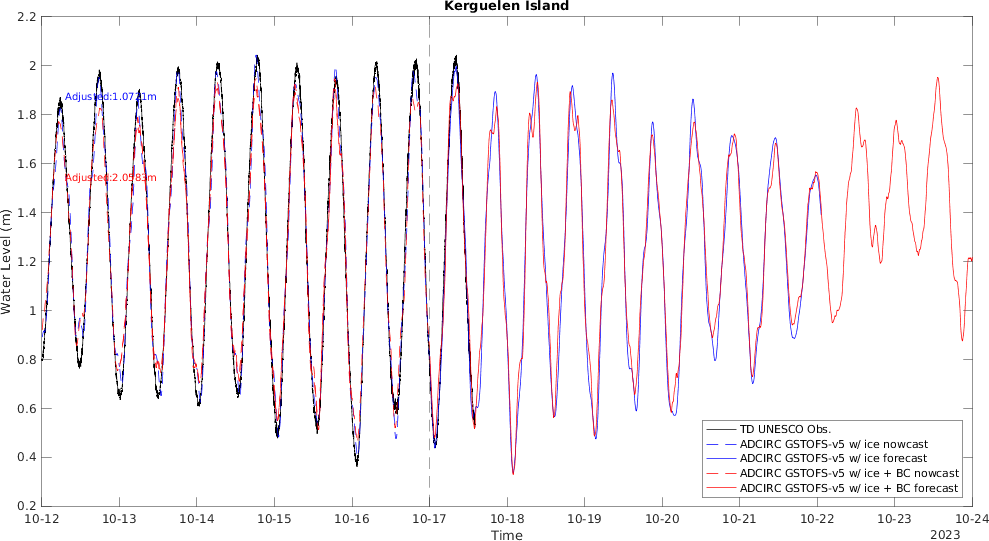 Kerguelen Island
2.2
2
1.8
1.6
1.4
1.2
1
0.8
0.6
0.4
0.2
Water Level (m)
Adjusted:1.0721m
Adjusted:2.0583m
TD UNESCO Obs.
ADCIRC GSTOFS-v5 w/ ice nowcast
ADCIRC GSTOFS-v5 w/ ice forecast
ADCIRC GSTOFS-v5 w/ ice + BC nowcast
ADCIRC GSTOFS-v5 w/ ice + BC forecast
10-12 10-13 10-14 10-15 10-16 10-17 10-18 10-19 10-20 10-21 10-22 10-23 10-24
Time
2023